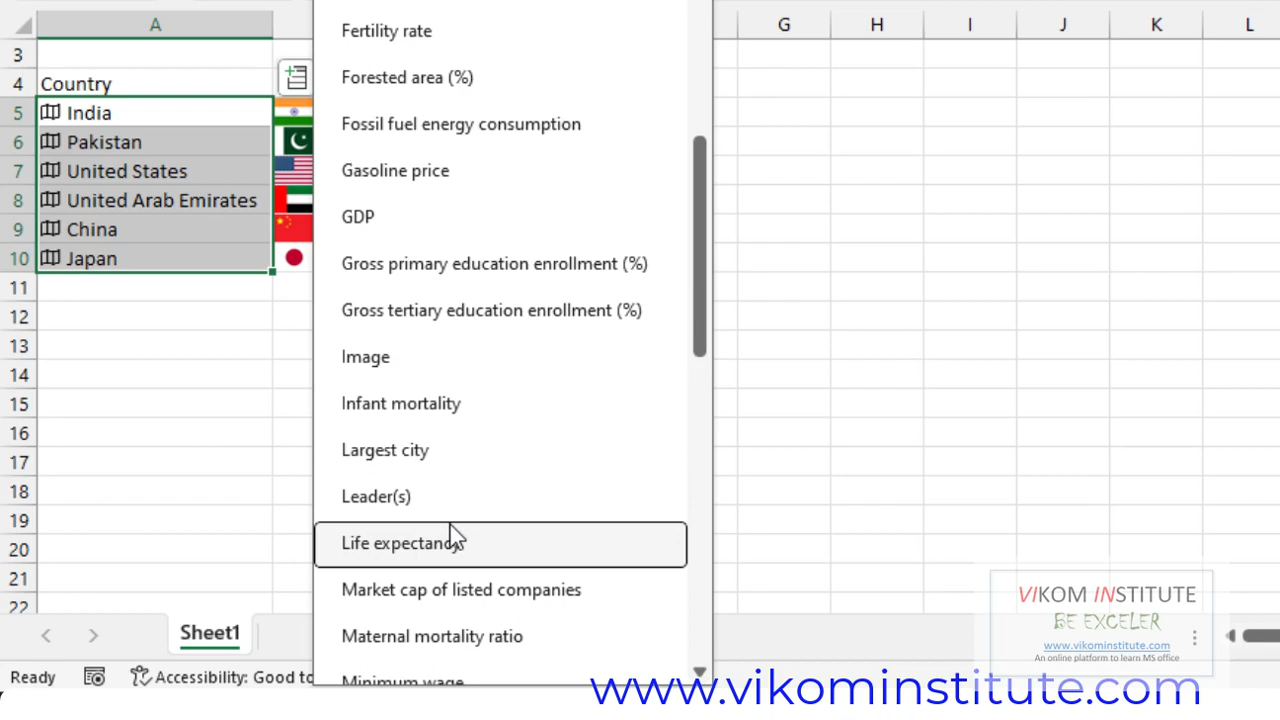 A
G
H
I
J
K
L
3
4
Country
5
India
6
Pakistan
7
United States
8
United Arab Emirates
9
China
10
Japan
11
12
13
14
15
16
17
18
19
20
21
22
Fertility rate
Forested area (%)
Fossil fuel energy consumption
Gasoline price
GDP
Gross primary education enrollment (%)
Gross tertiary education enrollment (%)
Image
Infant mortality
Largest city
Leader(s)
Life expectancy
Market cap of listed companies
Maternal mortality ratio
Minimum wage
Sheet1
Ready
Accessibility: Good to
VIKOM INSTITUTE
BE EXCELER
www.vikominstitute.com
An online platform to learn MS office
www.vikominstitute.com